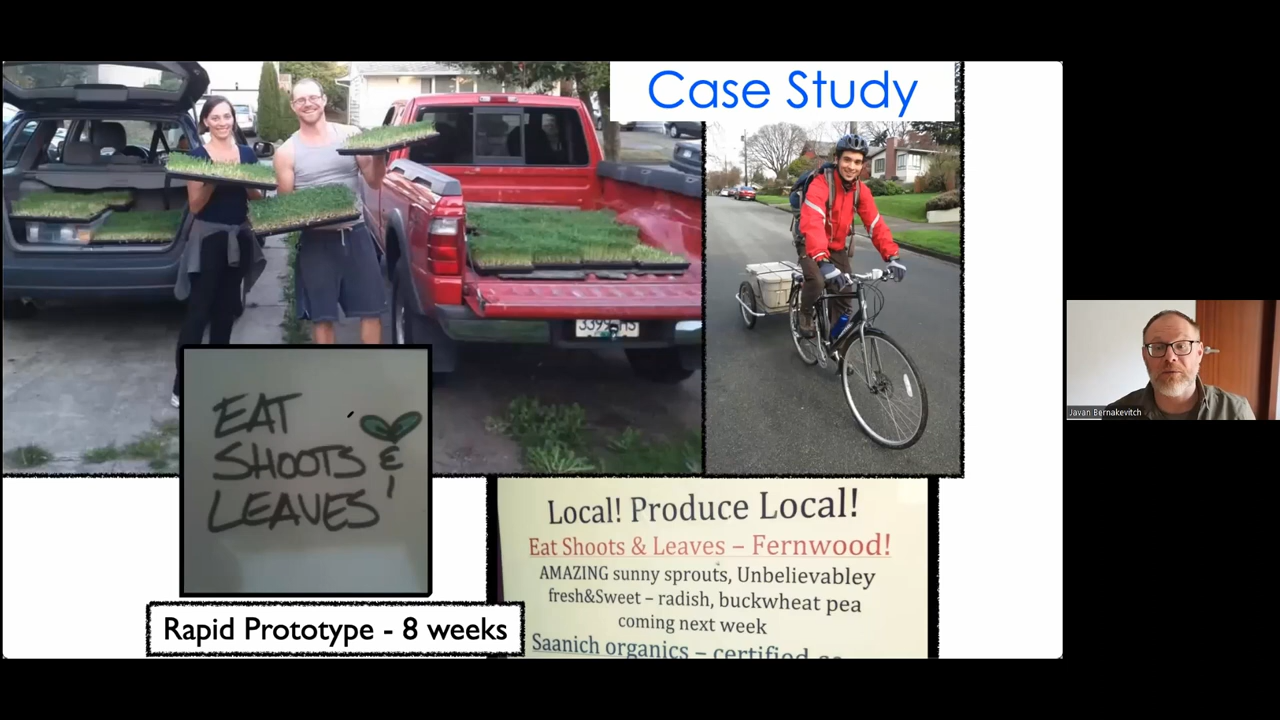 Case Study
EAT
SHOOTS &
LEAVES'
Rapid Prototype - 8 weeks
Local! Produce Local!
Eat Shoots & Leaves – Fernwood!
AMAZING sunny sprouts, Unbelievabley
fresh&Sweet – radish, buckwheat pea
coming next week
Saanich organics – certified
Javan Bernakevitch